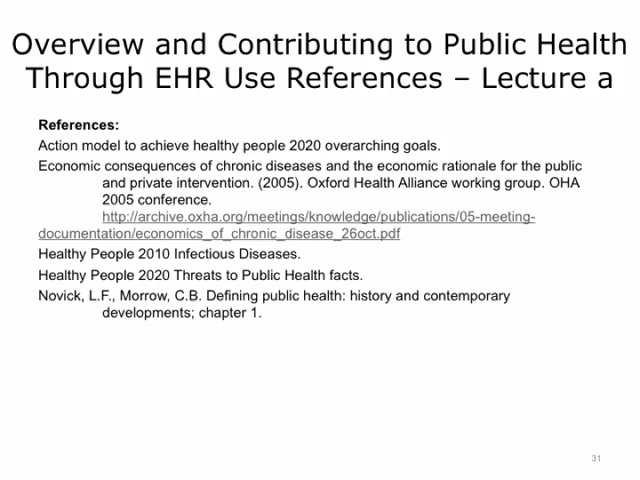 Overview and Contributing to Public Health
Through EHR Use References – Lecture a
References:
Action model to achieve healthy people 2020 overarching goals.
Economic consequences of chronic diseases and the economic rationale for the public
and private intervention. (2005). Oxford Health Alliance working group. OHA
2005 conference.
http://archive.oxha.org/meetings/knowledge/publications/05-meeting-
documentation/economics_of_chronic_disease_26oct.pdf
Healthy People 2010 Infectious Diseases.
Healthy People 2020 Threats to Public Health facts.
Novick, L.F., Morrow, C.B. Defining public health: history and contemporary
developments; chapter 1.
31